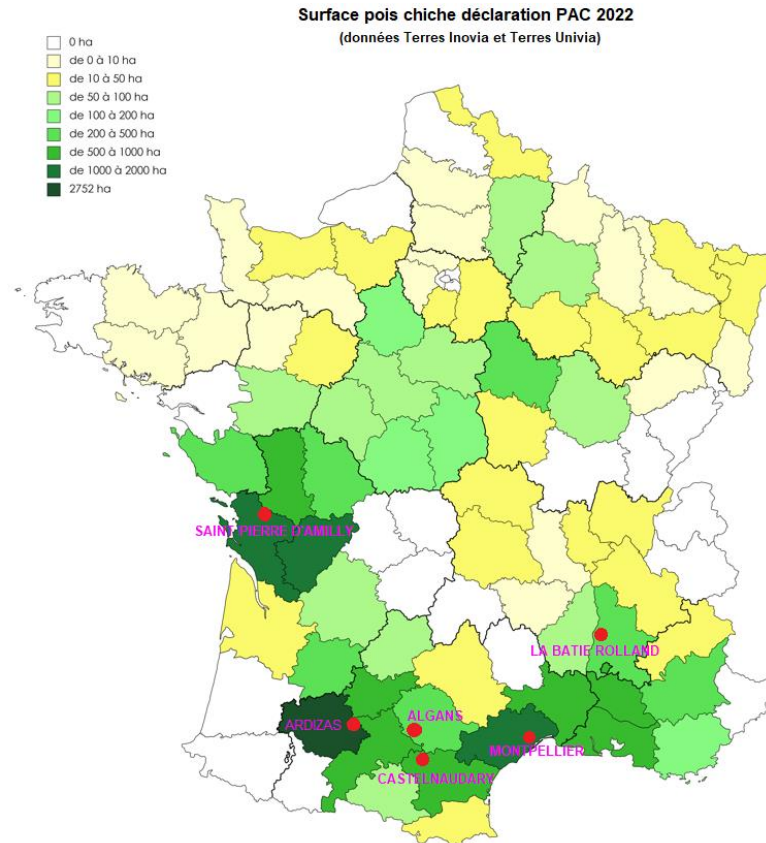 Surface pois chiche déclaration PAC 2022
(données Terres Inovia et Terres Univia)
0 ha
de 0 à 10 ha
de 10 à 50 ha
de 50 à 100 ha
de 100 à 200 ha
de 200 à 500 ha
de 500 à 1000 ha
de 1000 à 2000 ha
2752 ha
SAINT-PIERRE D'AMILLY
LA BATIE ROLLAND
ARDIZAS
ALGANS
MONTPELLIER
CASTELNAUDARY